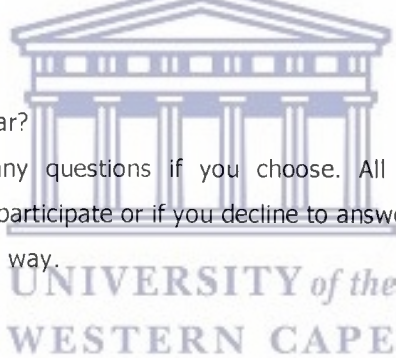 ar?
any questions if you choose. All
participate or if you decline to answe
way.
UNIVERSITY of the
WESTERN CAPE